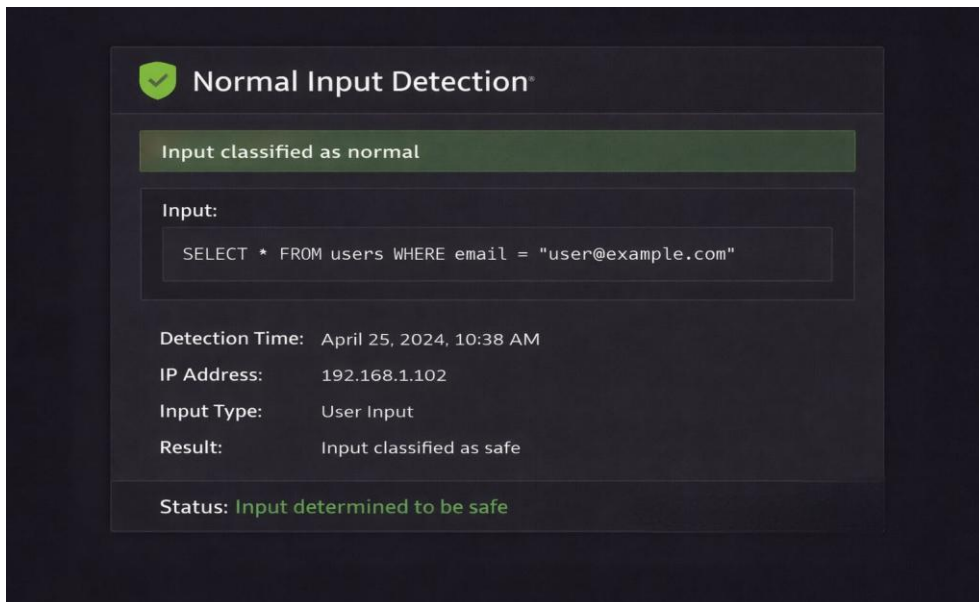 Normal Input Detection
Input classified as normal
Input:
SELECT * FROM users WHERE email = "user@example.com"
Detection Time: April 25, 2024, 10:38 AM
IP Address: 192.168.1.102
Input Type: User Input
Result: Input classified as safe
Status: Input determined to be safe